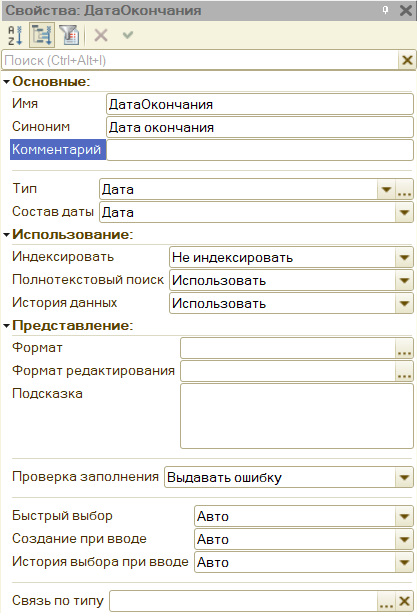 Свойства: ДатаОкончания
Поиск (Ctrl+Alt+I)
Основные:
Имя ДатаОкончания
Синоним Дата окончания
Комментарий
Тип Дата
Состав даты Дата
Использование:
Индексировать Не индексировать
Полнотекстовый поиск Использовать
История данных Использовать
Представление:
Формат
Формат редактирования
Подсказка
Проверка заполнения Выдавать ошибку
Быстрый выбор Авто
Создание при вводе Авто
История выбора при вводе Авто
Связь по типу